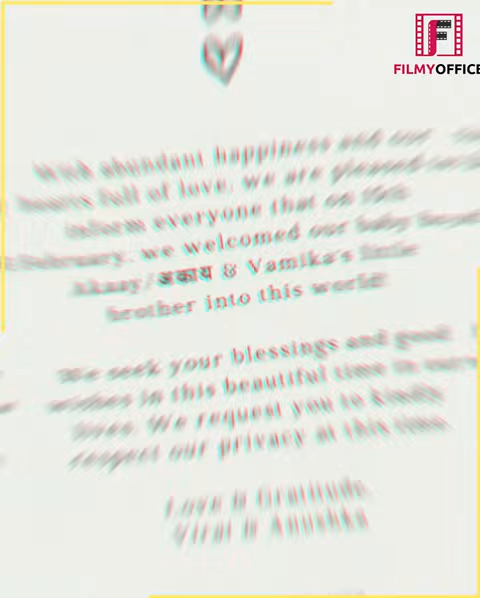 FILMYOFFICE
With abundant happiness and our
hearts full of love, we are pleased
inform everyone that on 15th
February, we welcomed our baby
Akaay/अकाय & Vamika's little
brother into this world!
We seek your blessings and good
wishes in this beautiful time in our
lives. We request you to kindly
respect our privacy at this time.
Love & Gratitude.
Virat & Anushka